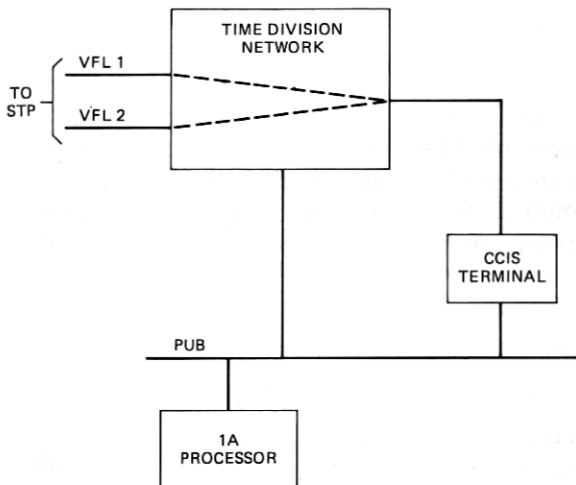 TIME DIVISION
NETWORK
VFL 1
TO
STP
VFL 2
CCIS
TERMINAL
PUB
1A
PROCESSOR